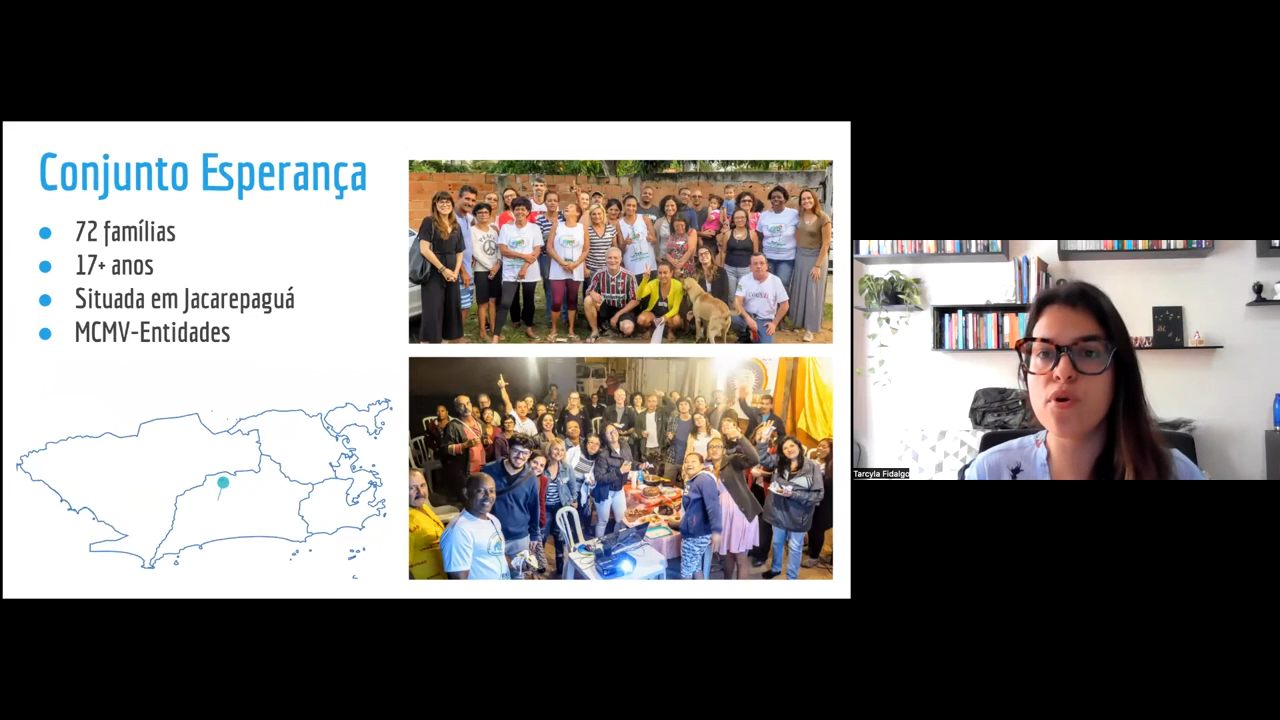 Conjunto Esperança
72 famílias
17+ anos
Situada em Jacarepaguá
MCMV-Entidades
Tarcyla Fidalgo